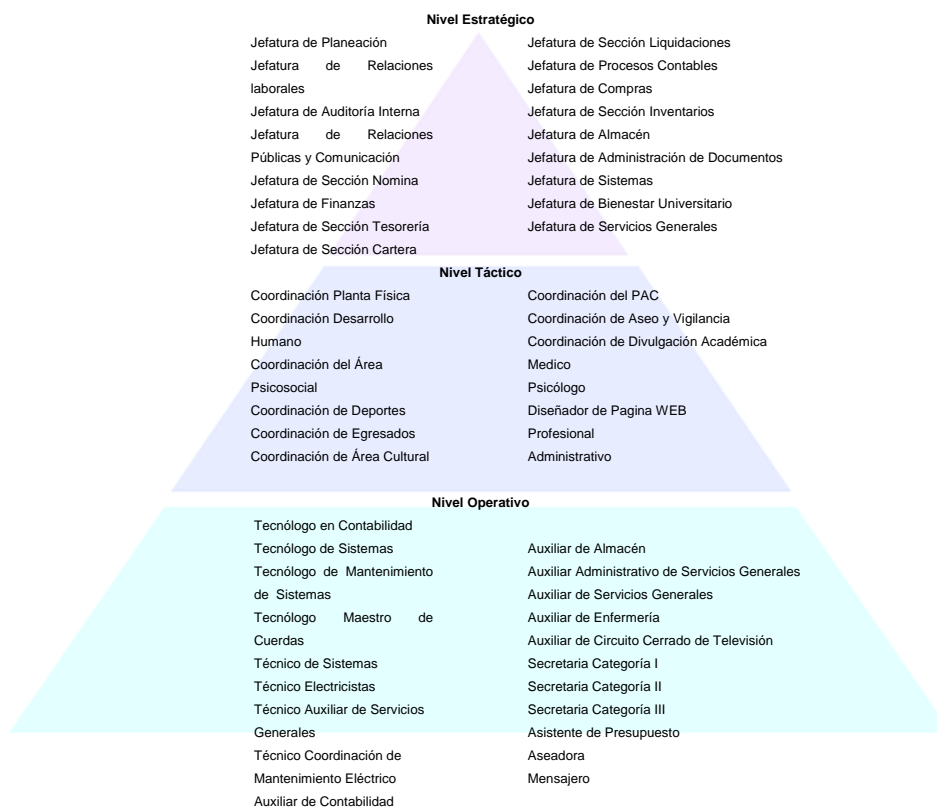 Nivel Estratégico
Jefatura de Planeación
Jefatura de Relaciones
laborales
Jefatura de Auditoría Interna
Jefatura de Relaciones
Públicas y Comunicación
Jefatura de Sección Nomina
Jefatura de Finanzas
Jefatura de Sección Tesorería
Jefatura de Sección Cartera
Jefatura de Sección Liquidaciones
Jefatura de Procesos Contables
Jefatura de Compras
Jefatura de Sección Inventarios
Jefatura de Almacén
Jefatura de Administración de Documentos
Jefatura de Sistemas
Jefatura de Bienestar Universitario
Jefatura de Servicios Generales
Nivel Táctico
Coordinación Planta Física
Coordinación Desarrollo
Humano
Coordinación del Área
Psicosocial
Coordinación de Deportes
Coordinación de Egresados
Coordinación de Área Cultural
Coordinación del PAC
Coordinación de Aseo y Vigilancia
Coordinación de Divulgación Académica
Medico
Psicólogo
Diseñador de Pagina WEB
Profesional
Administrativo
Nivel Operativo
Tecnólogo en Contabilidad
Tecnólogo de Sistemas
Tecnólogo de Mantenimiento
de Sistemas
Tecnólogo Maestro de
Cuerdas
Técnico de Sistemas
Técnico Electricistas
Técnico Auxiliar de Servicios
Generales
Técnico Coordinación de
Mantenimiento Eléctrico
Auxiliar de Contabilidad
Auxiliar de Almacén
Auxiliar Administrativo de Servicios Generales
Auxiliar de Servicios Generales
Auxiliar de Enfermería
Auxiliar de Circuito Cerrado de Televisión
Secretaria Categoría I
Secretaria Categoría II
Secretaria Categoría III
Asistente de Presupuesto
Aseadora
Mensajero